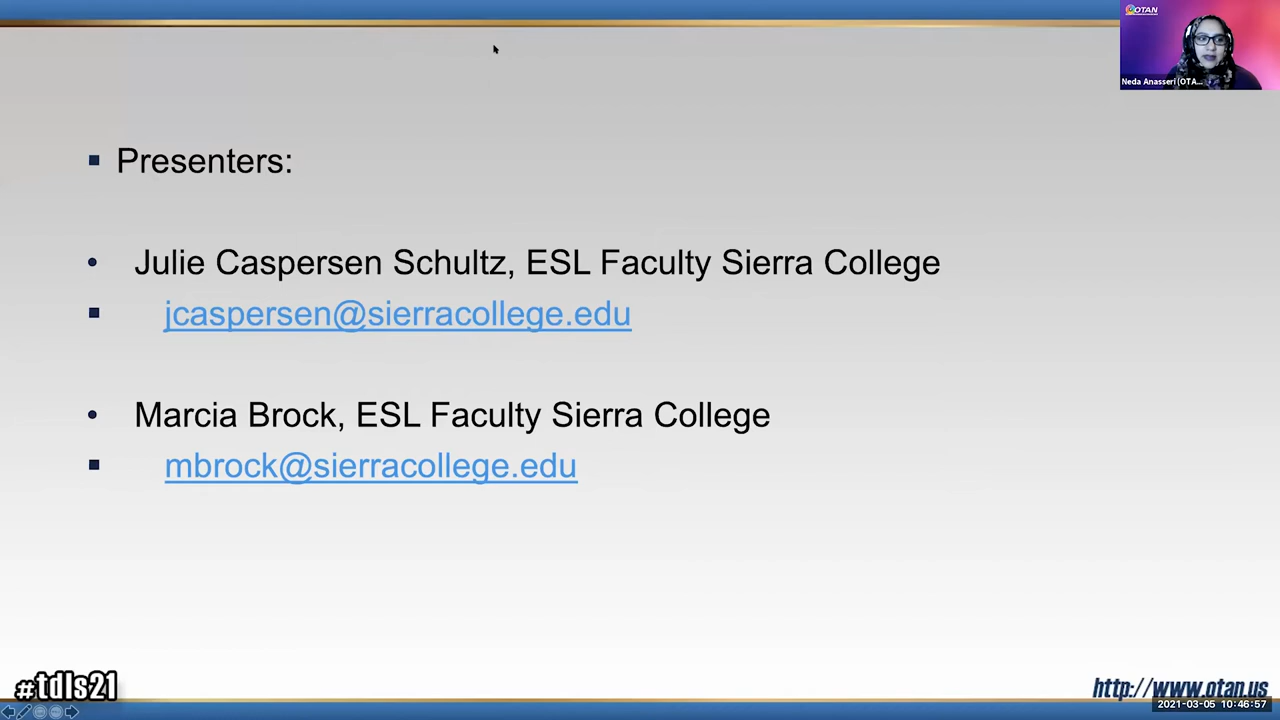 OTAN
Neda Anasseri (OTA...
Presenters:
Julie Caspersen Schultz, ESL Faculty Sierra College
jcaspersen@sierracollege.edu
Marcia Brock, ESL Faculty Sierra College
mbrock@sierracollege.edu
#tdls21
http://www.otan.us
2021-03-05 10:46:57